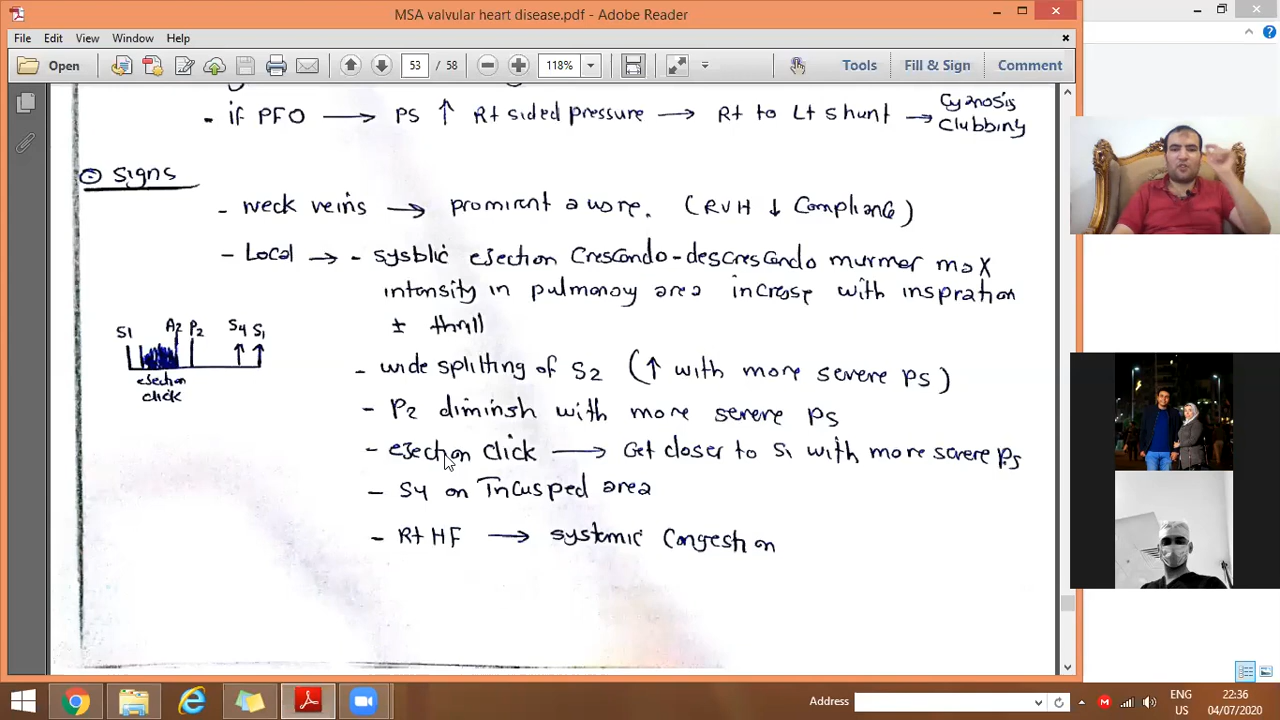 MSA valvular heart disease.pdf - Adobe Reader
File Edit View Window Help
Open 53 / 58 118% Tools Fill & Sign Comment
- if PFO → PS ↑ Rt sided pressure → Rt to Lt shunt → Cyanosis
Clubbing
⊙ Signs
- neck veins → prominent a wave. (RVH ↓ Compliance)
- Local → - systolic ejection Crescendo-descrescendo murmer max
intensity in pulmonary area increase with inspration
± thrill
S1 A2 P2 S4 S1
ejection
click
- wide splitting of S2 (↑ with more severe PS)
- P2 diminsh with more severe PS
- ejection click → Get closer to S1 with more severe Ps
- S4 on Tricusped area
- Rt HF → systemic Congestion
Address
ENG
US
22:36
04/07/2020